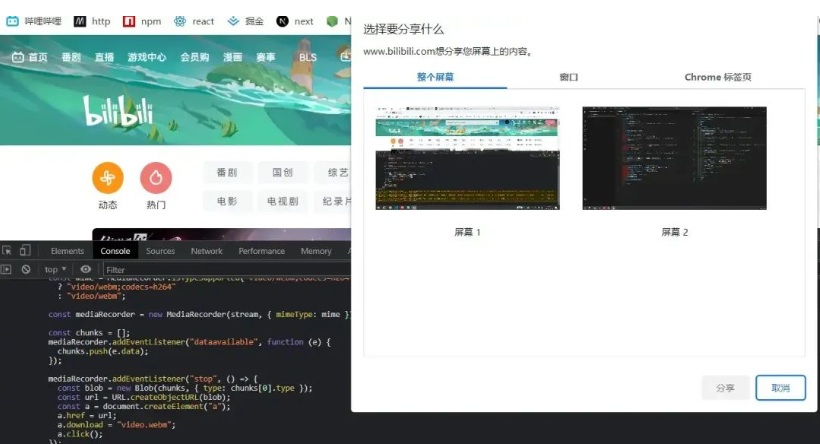 哔哩哔哩 http npm react 掘金 next
首页 番剧 直播 游戏中心 会员购 漫画 赛事 BLS
bilibili
番剧 国创 综艺
动态 热门
电影 电视剧 纪录片
选择要分享什么
www.bilibili.com想分享您屏幕上的内容。
整个屏幕 窗口 Chrome 标签页
屏幕 1 屏幕 2
分享 取消
Elements Console Sources Network Performance Memory
top Filter
const mime = MediaRecorder.isTypeSupported("video/webm;codecs=h264"
? "video/webm;codecs=h264"
: "video/webm";
const mediaRecorder = new MediaRecorder(stream, { mimeType: mime })
const chunks = [];
mediaRecorder.addEventListener("dataavailable", function (e) {
chunks.push(e.data);
});
mediaRecorder.addEventListener("stop", () => {
const blob = new Blob(chunks, { type: chunks[0].type });
const url = URL.createObjectURL(blob);
const a = document.createElement("a");
a.href = url;
a.download = "video.webm";
a.click();
});